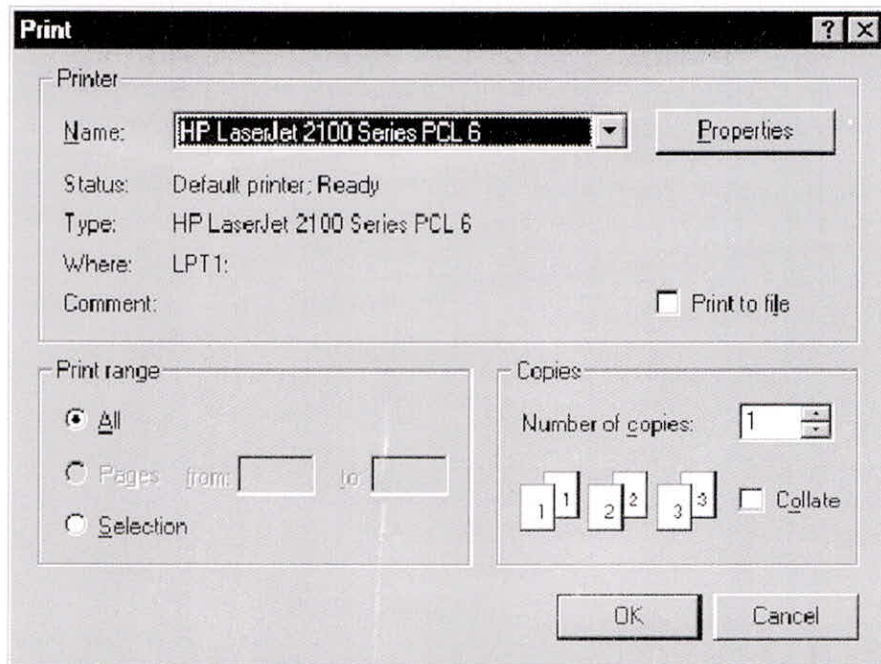 Print
Printer
Name: HP LaserJet 2100 Series PCL 6 Properties
Status: Default printer; Ready
Type: HP LaserJet 2100 Series PCL 6
Where: LPT1:
Comment: Print to file
Print range
All
Pages from: to:
Selection
Copies
Number of copies: 1
1 1 2 2 3 3 Collate
OK Cancel